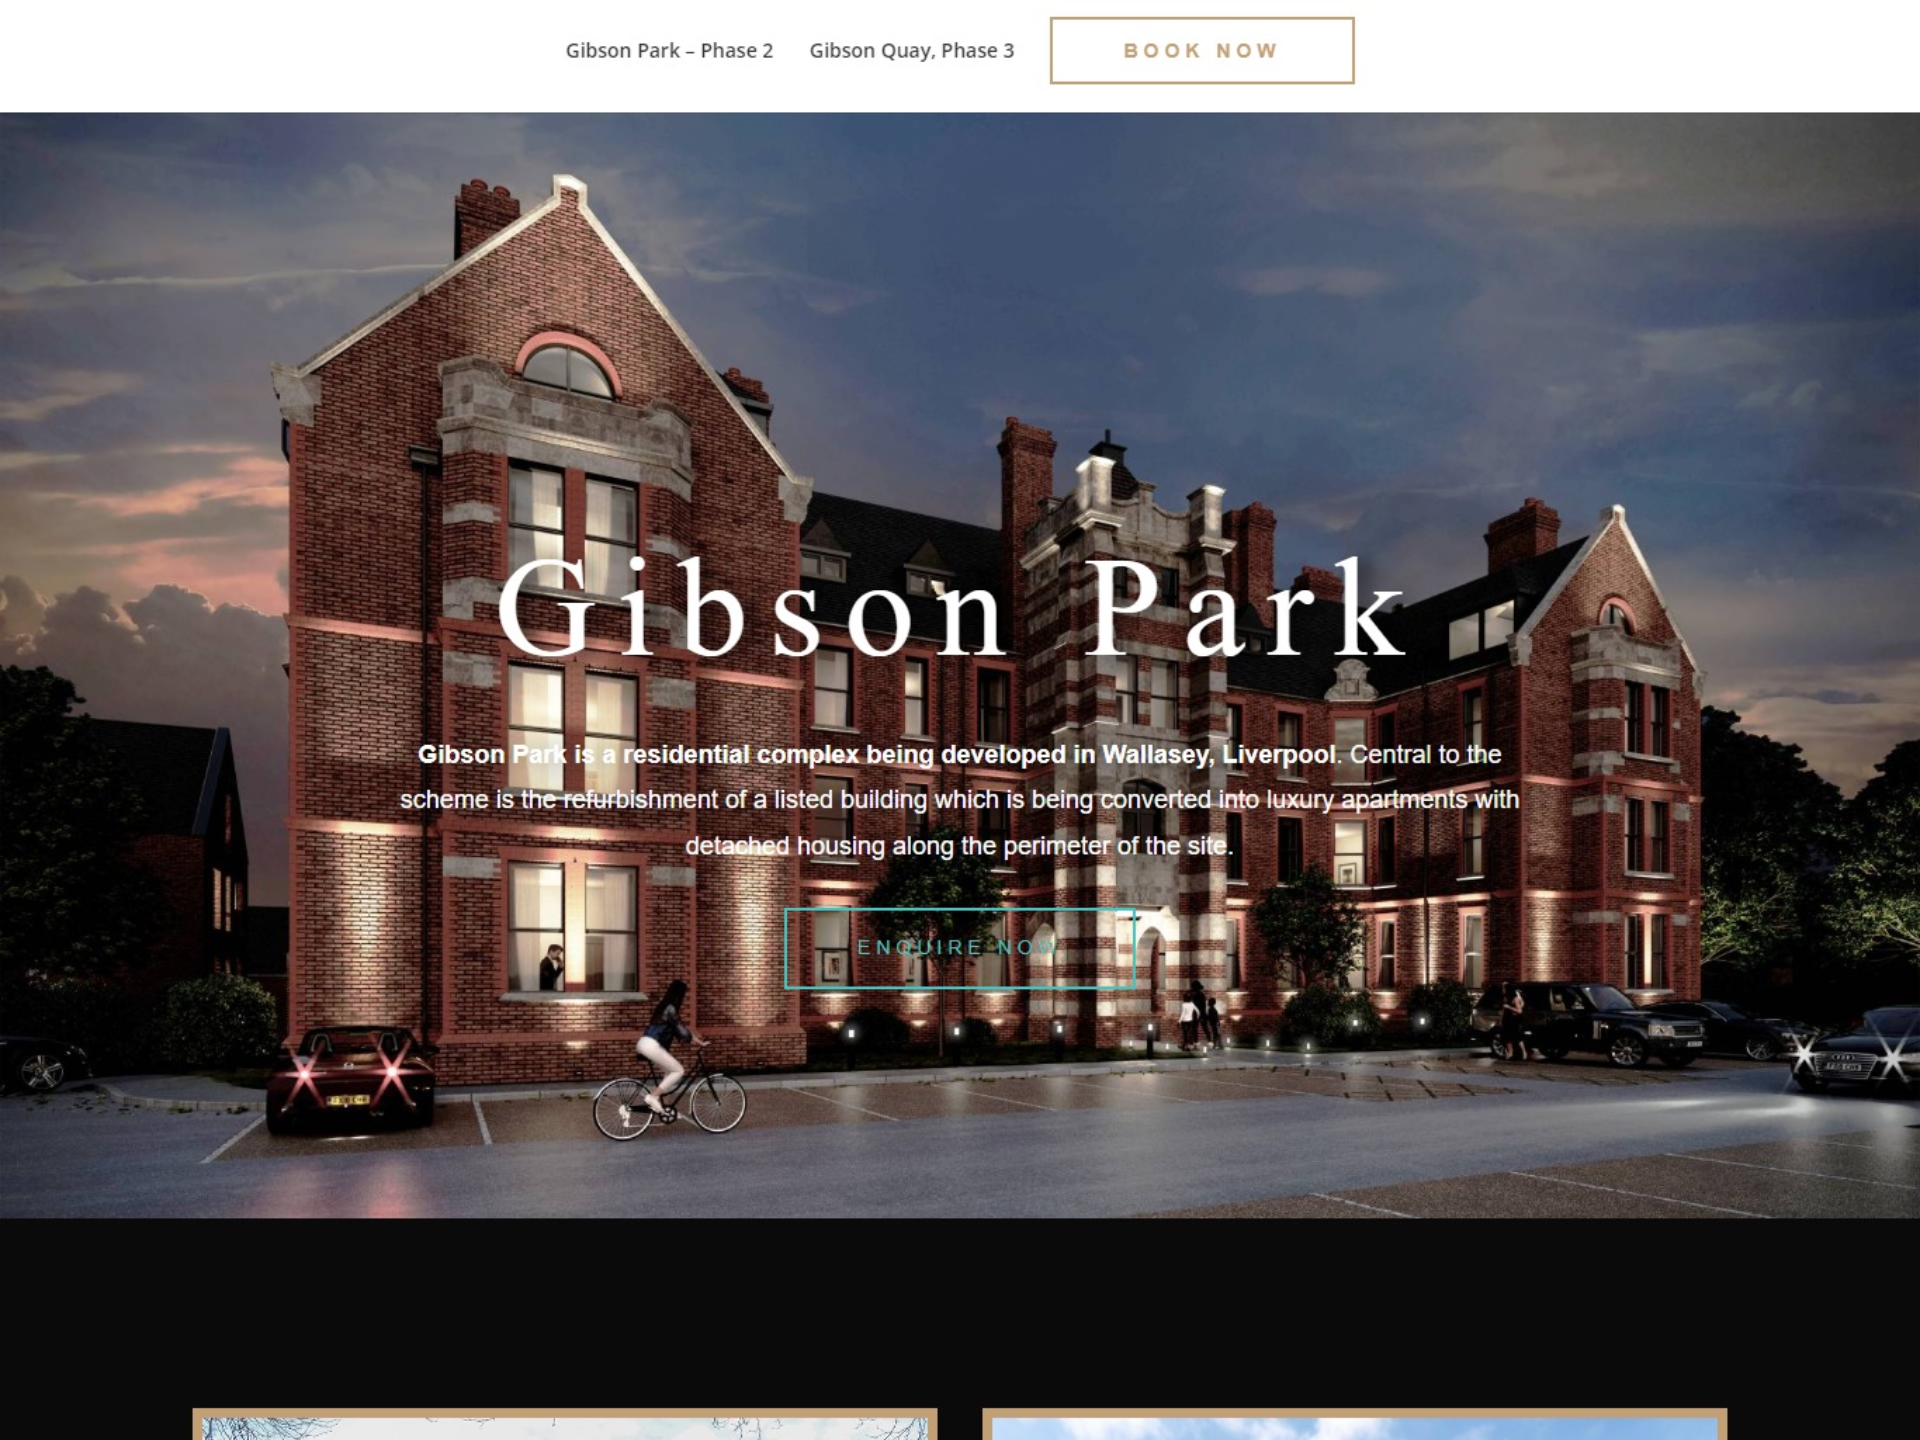 Gibson Park – Phase 2 Gibson Quay, Phase 3 BOOK NOW
Gibson Park
Gibson Park is a residential complex being developed in Wallasey, Liverpool. Central to the
scheme is the refurbishment of a listed building which is being converted into luxury apartments with
detached housing along the perimeter of the site.
ENQUIRE NOW